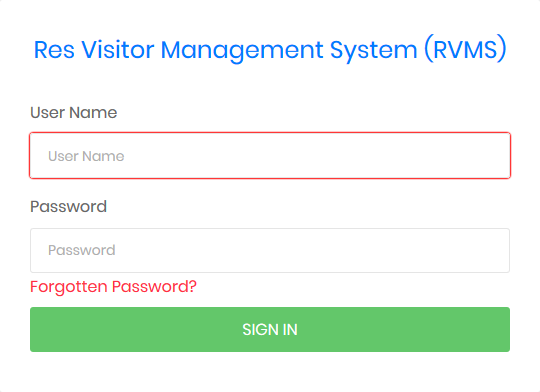 Res Visitor Management System (RVMS)
User Name
User Name
Password
Password
Forgotten Password?
SIGN IN